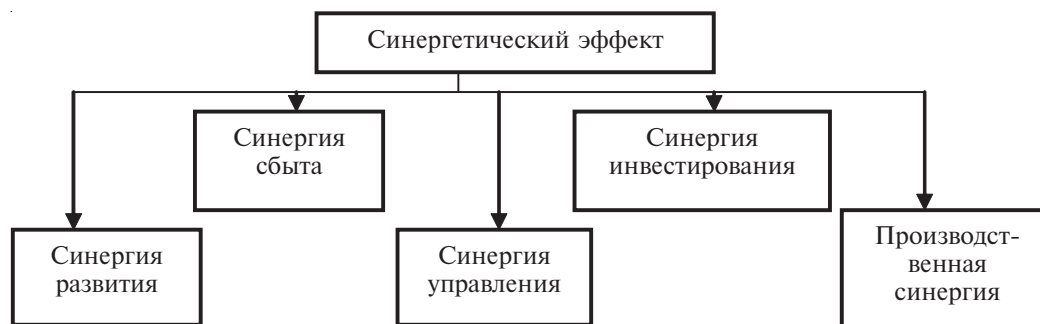 Синергетический эффект
Синергия
сбыта
Синергия
инвестирования
Синергия
развития
Синергия
управления
Производст-
венная
синергия